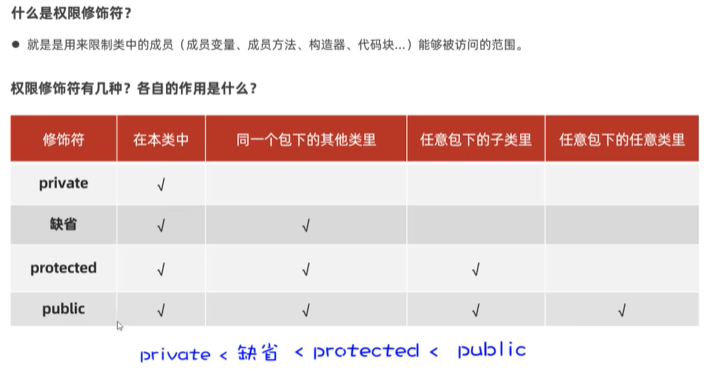 什么是权限修饰符？
● 就是是用来限制类中的成员（成员变量、成员方法、构造器、代码块...）能够被访问的范围。
权限修饰符有几种？各自的作用是什么？
修饰符 在本类中 同一个包下的其他类里 任意包下的子类里 任意包下的任意类里
private √
缺省 √ √
protected √ √ √
public √ √ √ √
private < 缺省 < protected < public